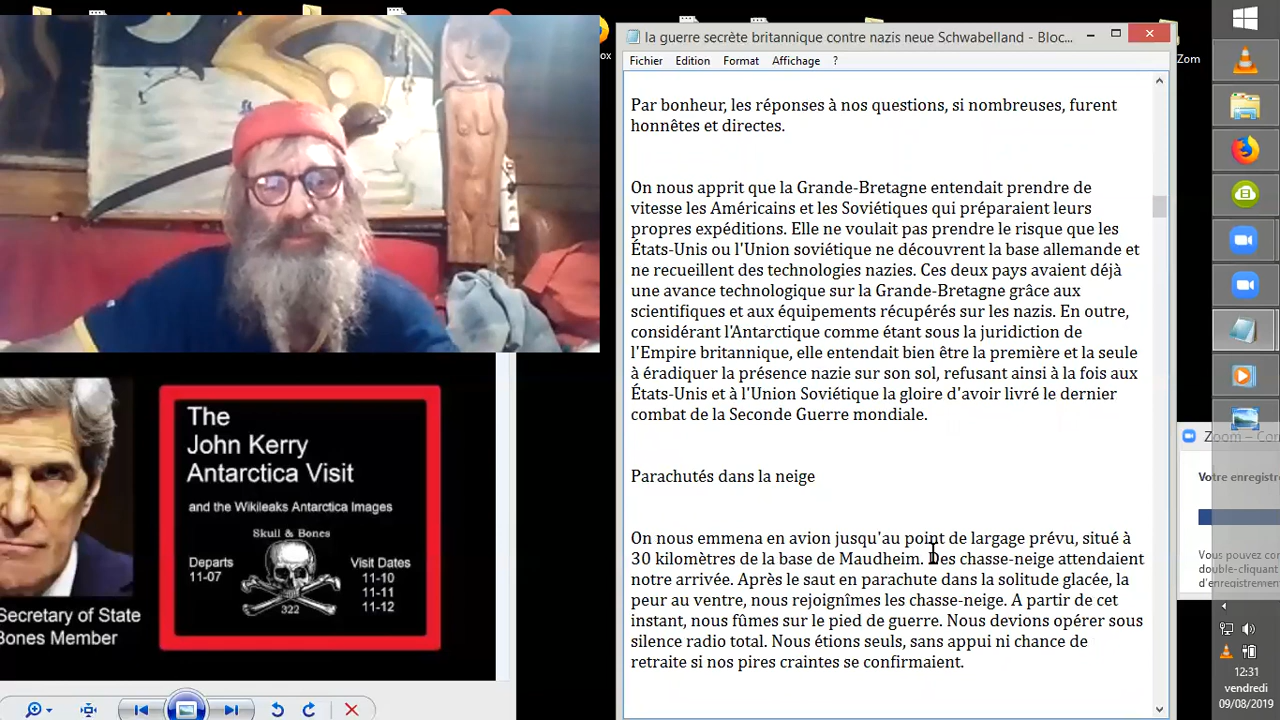 la guerre secrète britannique contre nazis neue Schwabelland - Bloc...
Fichier Edition Format Affichage ?
Par bonheur, les réponses à nos questions, si nombreuses, furent
honnêtes et directes.
On nous apprit que la Grande-Bretagne entendait prendre de
vitesse les Américains et les Soviétiques qui préparaient leurs
propres expéditions. Elle ne voulait pas prendre le risque que les
États-Unis ou l'Union soviétique ne découvrent la base allemande et
ne recueillent des technologies nazies. Ces deux pays avaient déjà
une avance technologique sur la Grande-Bretagne grâce aux
scientifiques et aux équipements récupérés sur les nazis. En outre,
considérant l'Antarctique comme étant sous la juridiction de
l'Empire britannique, elle entendait bien être la première et la seule
à éradiquer la présence nazie sur son sol, refusant ainsi à la fois aux
États-Unis et à l'Union Soviétique la gloire d'avoir livré le dernier
combat de la Seconde Guerre mondiale.
Parachutés dans la neige
On nous emmena en avion jusqu'au point de largage prévu, situé à
30 kilomètres de la base de Maudheim. Des chasse-neige attendaient
notre arrivée. Après le saut en parachute dans la solitude glacée, la
peur au ventre, nous rejoignîmes les chasse-neige. A partir de cet
instant, nous fûmes sur le pied de guerre. Nous devions opérer sous
silence radio total. Nous étions seuls, sans appui ni chance de
retraite si nos pires craintes se confirmaient.
The
John Kerry
Antarctica Visit
and the Wikileaks Antarctica Images
Skull & Bones
322
Departs
11-07
Visit Dates
11-10
11-11
11-12
Secretary of State
Bones Member
ox
Zom
Zoom – Con
Votre enregistre
Vous pouvez con
double-cliquant
d'enregistremen
12:31
vendredi
09/08/2019